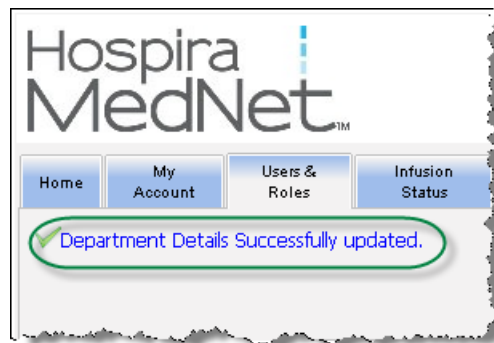 Hospira
MedNet™
Home
My
Account
Users &
Roles
Infusion
Status
Department Details Successfully updated.